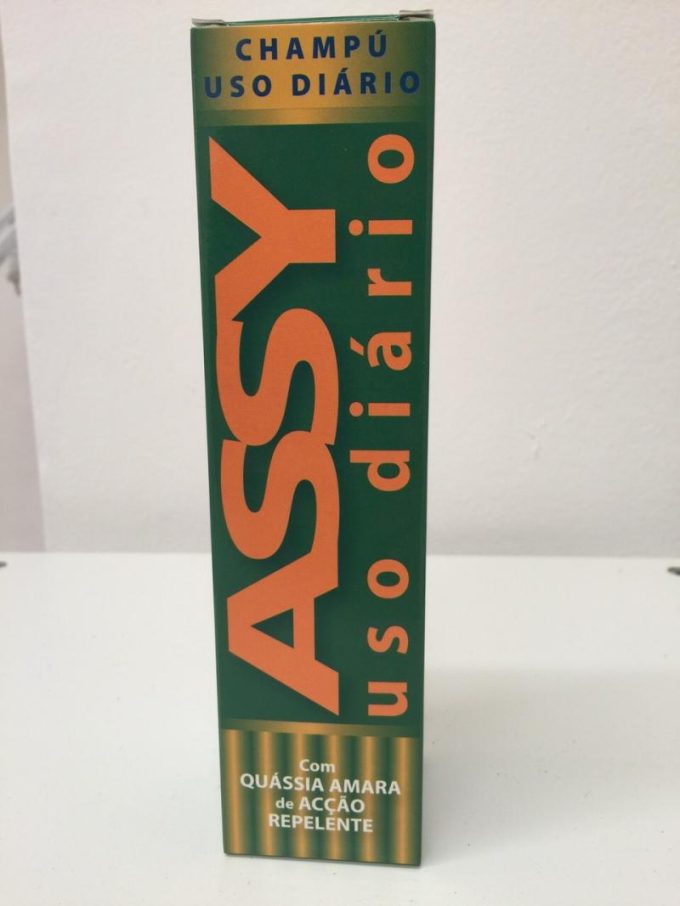 CHAMPÚ
USO DIÁRIO
ASSY
uso diário
Com
QUÁSSIA AMARA
de ACÇÃO
REPELENTE